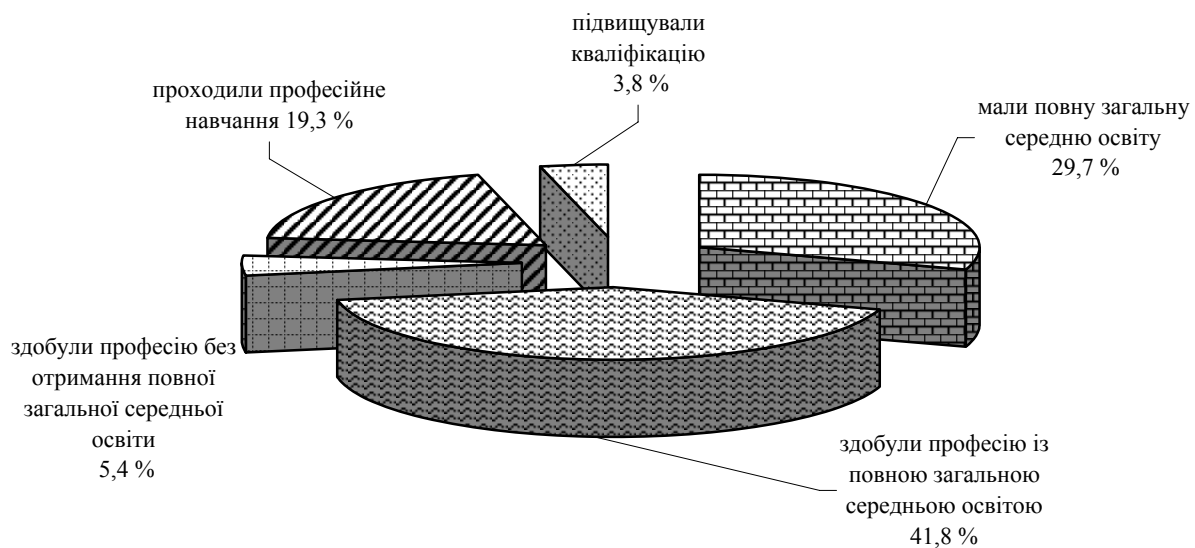 підвищували
кваліфікацію
3,8 %
проходили професійне
навчання 19,3 %
мали повну загальну
середню освіту
29,7 %
здобули професію без
отримання повної
загальної середньої
освіти
5,4 %
здобули професію із
повною загальною
середньою освітою
41,8 %